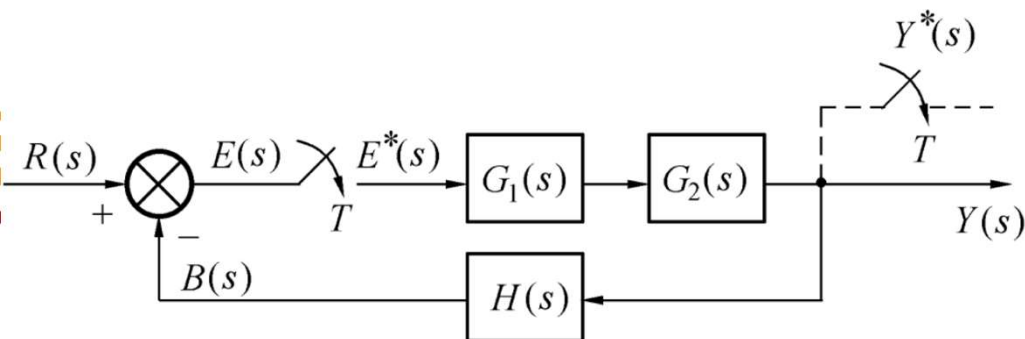 Y*(s)
T
R(s)
E(s)
E*(s)
G₁(s)
G₂(s)
+
T
Y(s)
−
B(s)
H(s)